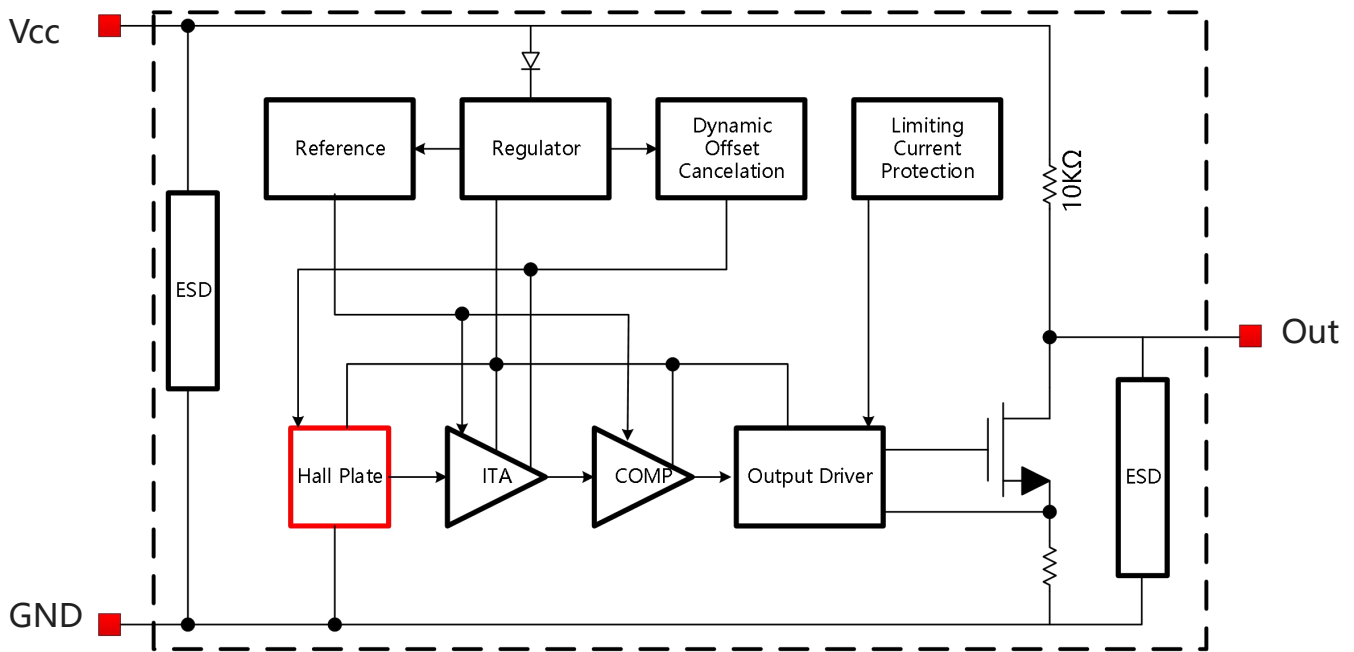 Vcc
Reference
Regulator
Dynamic
Offset
Cancelation
Limiting
Current
Protection
10KΩ
ESD
Out
Hall Plate
ITA
COMP
Output Driver
ESD
GND